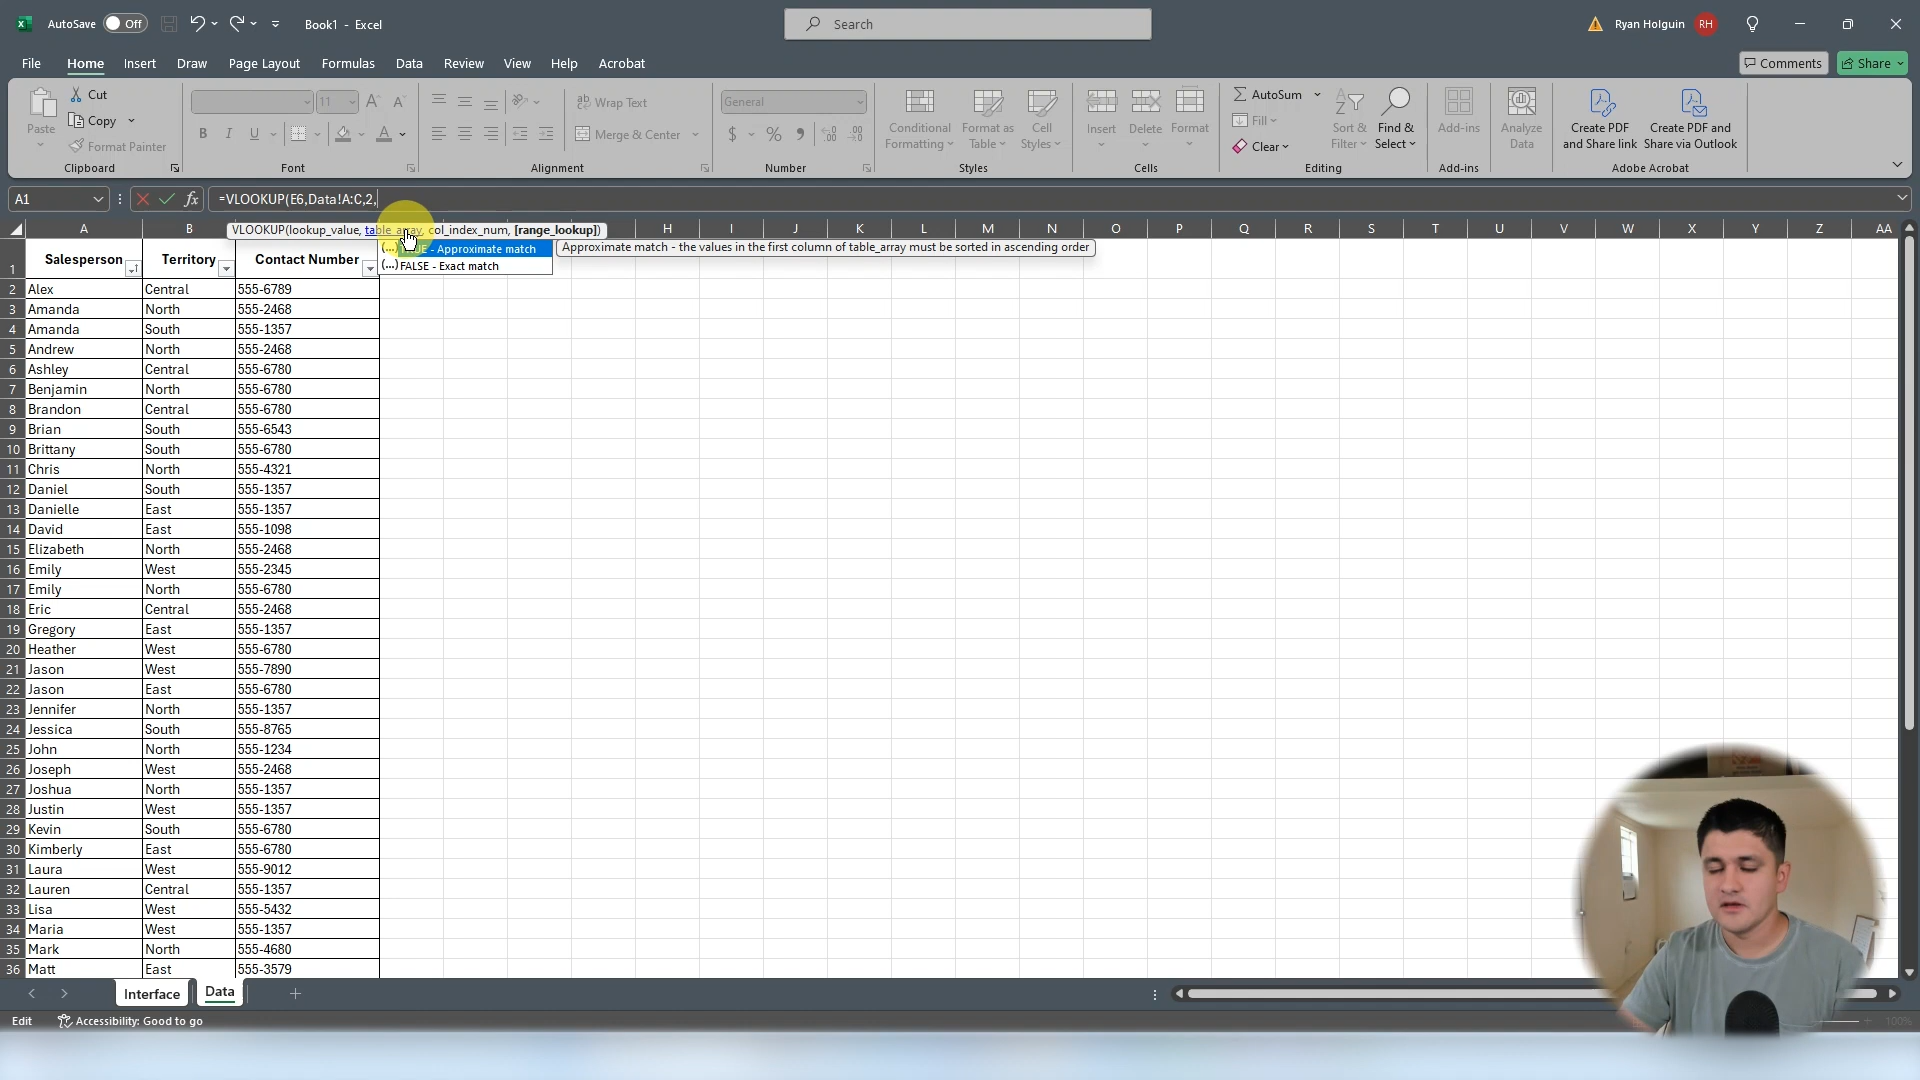 AutoSave Off Book1 - Excel Search Ryan Holguin RH
File Home Insert Draw Page Layout Formulas Data Review View Help Acrobat Comments Share
Paste Cut Copy Format Painter Clipboard
11 B I U A Font
ab Wrap Text Merge & Center Alignment
General $ % Number
Conditional Formatting Format as Table Cell Styles Styles
Insert Delete Format Cells
AutoSum Fill Clear Sort & Filter Find & Select Editing
Add-ins Add-ins
Analyze Data
Create PDF and Share link Create PDF and Share via Outlook Adobe Acrobat
A1 fx =VLOOKUP(E6,Data!A:C,2,
VLOOKUP(lookup_value, table_array, col_index_num, [range_lookup])
A H I J K L M N O P Q R S T U V W X Y Z AA
(...) Approximate match Approximate match - the values in the first column of table_array must be sorted in ascending order
(...) FALSE - Exact match
1 Salesperson Territory Contact Number
2 Alex Central 555-6789
3 Amanda North 555-2468
4 Amanda South 555-1357
5 Andrew North 555-2468
6 Ashley Central 555-6780
7 Benjamin North 555-6780
8 Brandon Central 555-6780
9 Brian South 555-6543
10 Brittany South 555-6780
11 Chris North 555-4321
12 Daniel South 555-1357
13 Danielle East 555-1357
14 David East 555-1098
15 Elizabeth North 555-2468
16 Emily West 555-2345
17 Emily North 555-6780
18 Eric Central 555-2468
19 Gregory East 555-1357
20 Heather West 555-6780
21 Jason West 555-7890
22 Jason East 555-6780
23 Jennifer North 555-1357
24 Jessica South 555-8765
25 John North 555-1234
26 Joseph West 555-2468
27 Joshua North 555-1357
28 Justin West 555-1357
29 Kevin South 555-6780
30 Kimberly East 555-6780
31 Laura West 555-9012
32 Lauren Central 555-1357
33 Lisa West 555-5432
34 Maria West 555-1357
35 Mark North 555-4680
36 Matt East 555-3579
Interface Data
Edit Accessibility: Good to go 100%